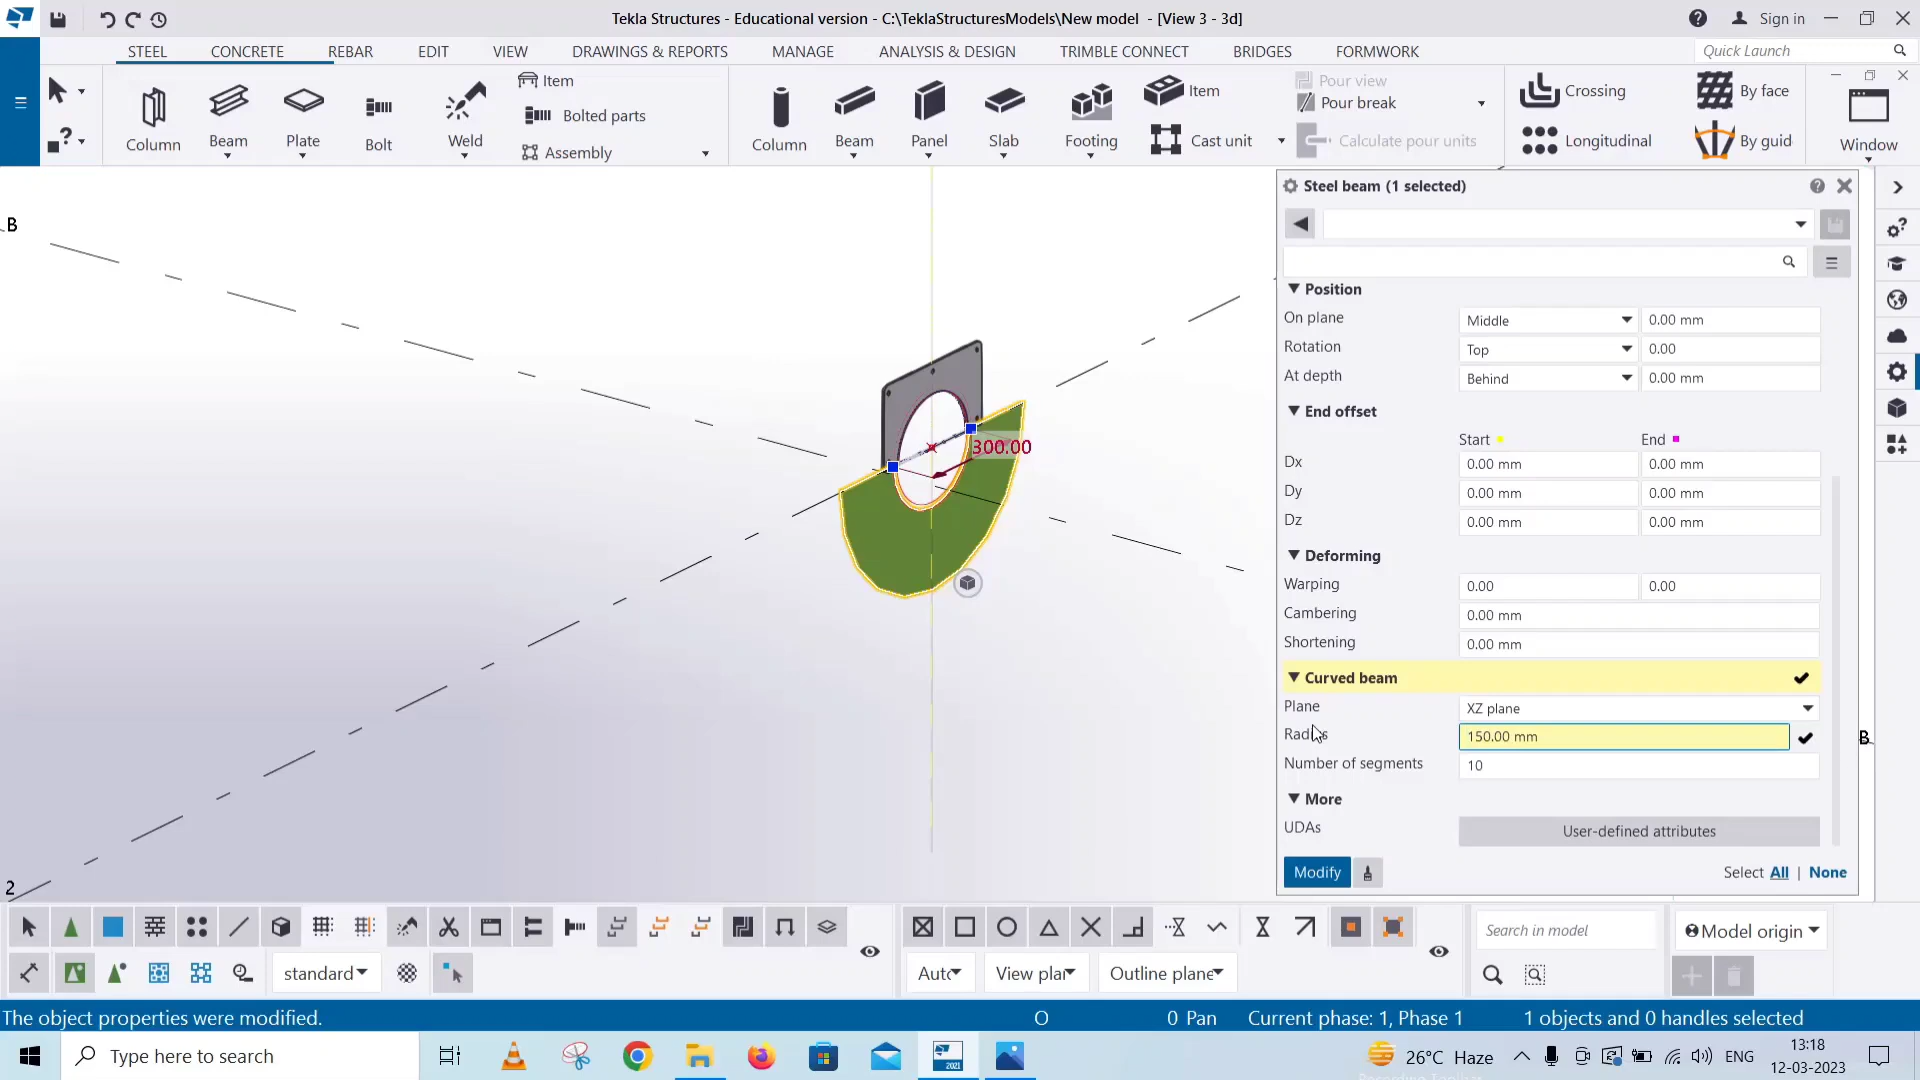 Tekla Structures - Educational version - C:\TeklaStructuresModels\New model - [View 3 - 3d]
Sign in
STEEL CONCRETE REBAR EDIT VIEW DRAWINGS & REPORTS MANAGE ANALYSIS & DESIGN TRIMBLE CONNECT BRIDGES FORMWORK
Quick Launch
Column
Beam
Plate
Bolt
Weld
Item
Bolted parts
Assembly
Column
Beam
Panel
Slab
Footing
Item
Cast unit
Pour view
Pour break
Calculate pour units
Crossing
Longitudinal
By face
By guid
Window
B
300.00
2
B
Steel beam (1 selected)
Position
On plane Middle 0.00 mm
Rotation Top 0.00
At depth Behind 0.00 mm
End offset
Start End
Dx 0.00 mm 0.00 mm
Dy 0.00 mm 0.00 mm
Dz 0.00 mm 0.00 mm
Deforming
Warping 0.00 0.00
Cambering 0.00 mm
Shortening 0.00 mm
Curved beam
Plane XZ plane
Radius 150.00 mm
Number of segments 10
More
UDAs User-defined attributes
Modify Select All | None
Search in model
Model origin
standard
Auto
View plar
Outline plane
The object properties were modified. O 0 Pan Current phase: 1, Phase 1 1 objects and 0 handles selected
Type here to search
2021
26°C Haze
ENG
13:18
12-03-2023